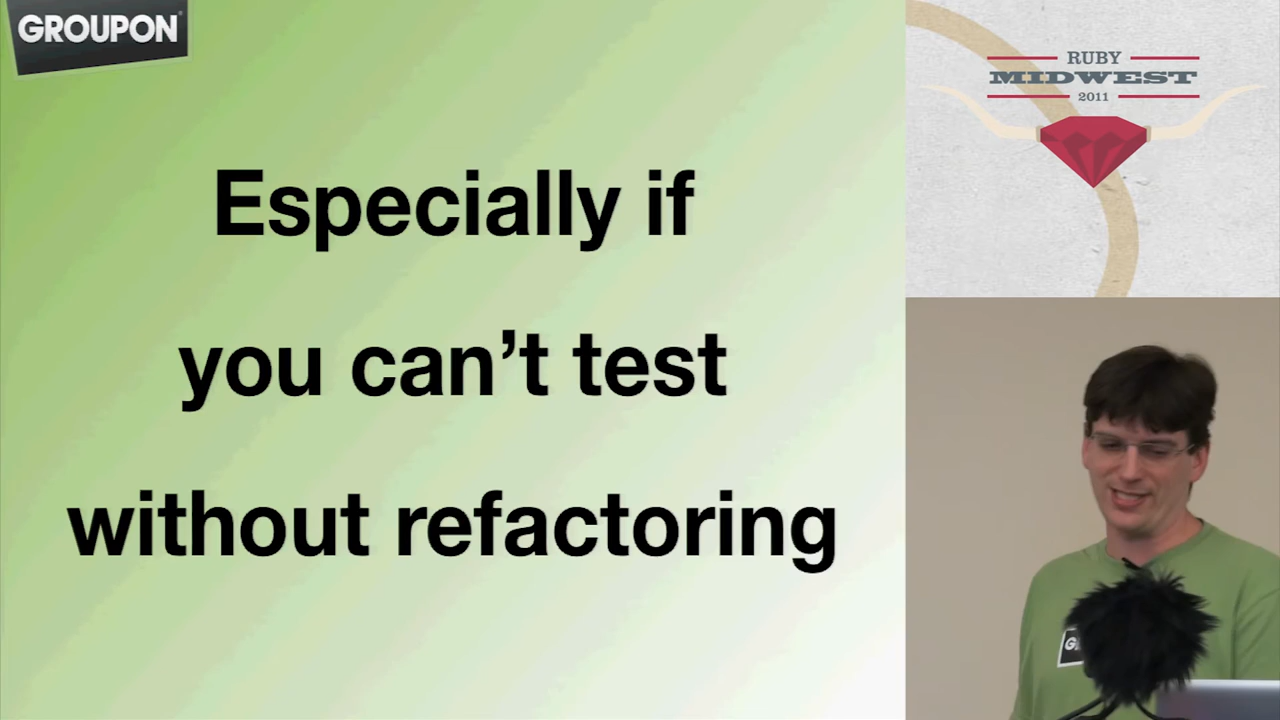 GROUPON
Especially if
you can’t test
without refactoring
RUBY
MIDWEST
2011